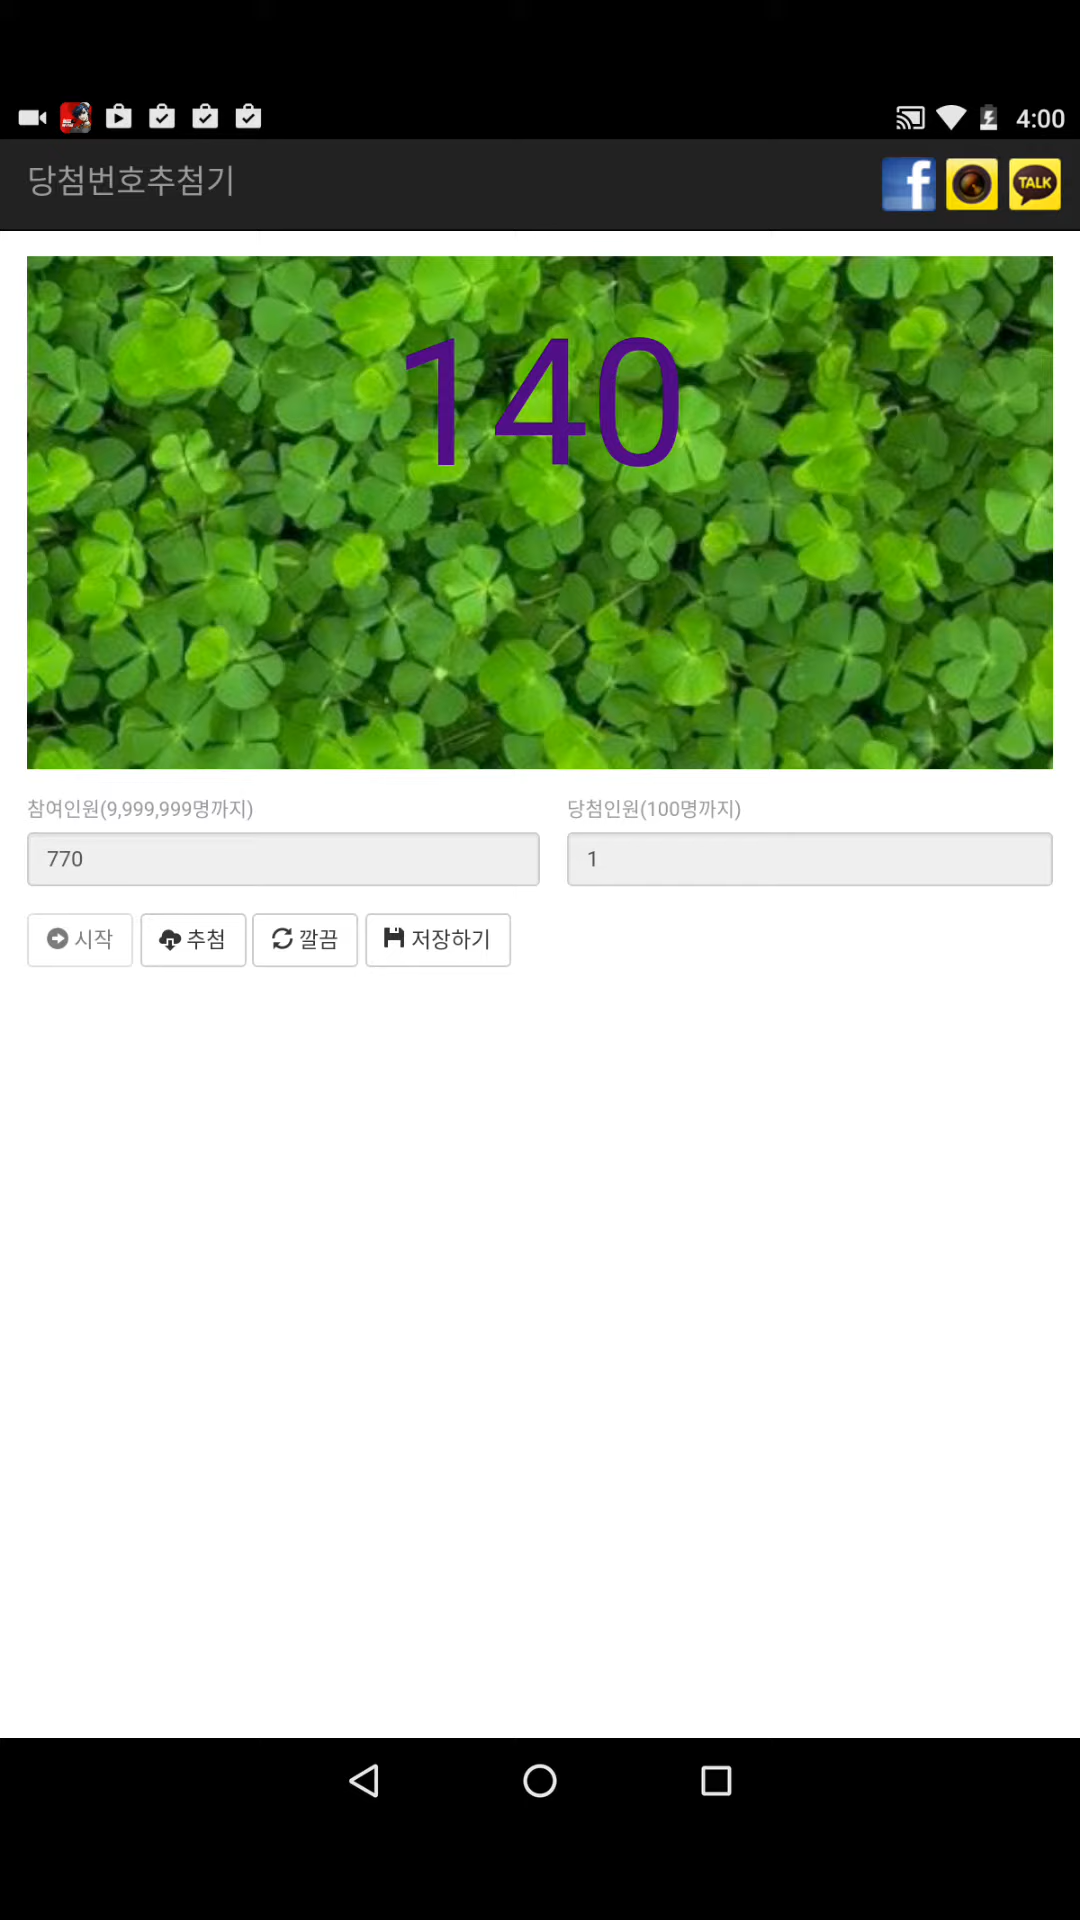 4:00
당첨번호추첨기
f
TALK
140
참여인원(9,999,999명까지)
당첨인원(100명까지)
770
1
시작
추첨
깔끔
저장하기